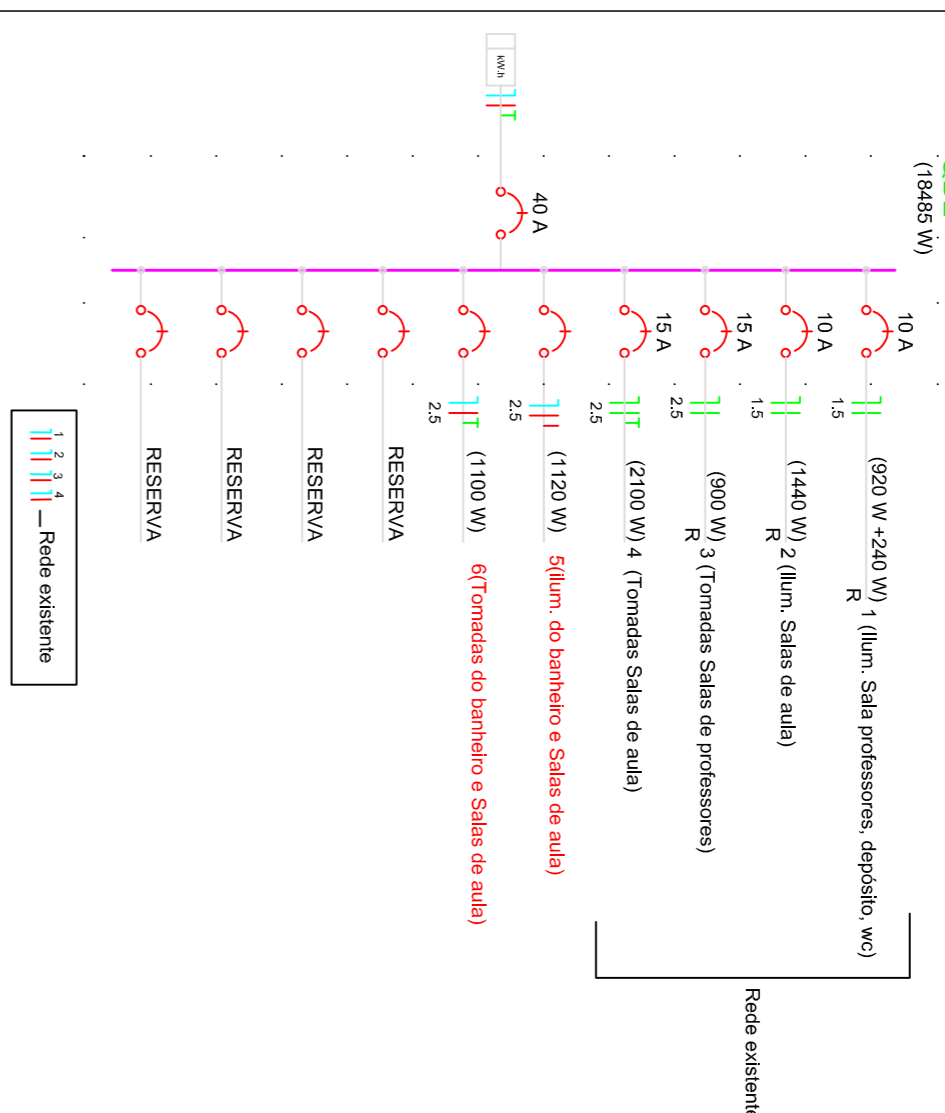 (18485 W)
kW.h
40 A
10 A
1.5
(920 W +240 W)
R
1 (Ilum. Sala professores, depósito, wc)
10 A
1.5
(1440 W)
R
2 (Ilum. Salas de aula)
15 A
2.5
(900 W)
R
3 (Tomadas Salas de professores)
15 A
2.5
(2100 W)
4 (Tomadas Salas de aula)
2.5
(1120 W)
5(ilum. do banheiro e Salas de aula)
2.5
(1100 W)
6(Tomadas do banheiro e Salas de aula)
RESERVA
RESERVA
RESERVA
RESERVA
Rede existente
1 2 3 4
Rede existente